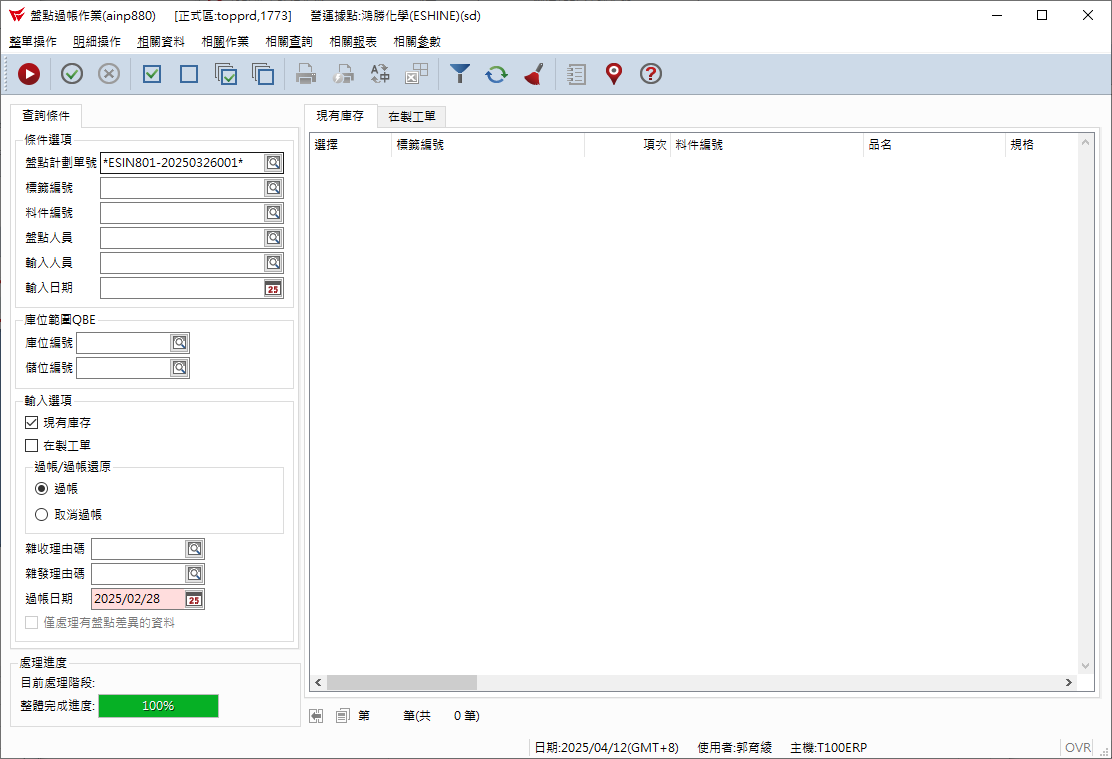 盤點過帳作業(ainp880) [正式區:topprd,1773] 營運據點:鴻勝化學(ESHINE)(sd)
整單操作 明細操作 相關資料 相關作業 相關查詢 相關報表 相關參數
查詢條件
條件選項
盤點計劃單號 *ESIN801-20250326001*
標籤編號
料件編號
盤點人員
輸入人員
輸入日期 25
庫位範圍QBE
庫位編號
儲位編號
輸入選項
現有庫存
在製工單
過帳/過帳還原
過帳
取消過帳
雜收理由碼
雜發理由碼
過帳日期 2025/02/28 25
僅處理有盤點差異的資料
處理進度
目前處理階段:
整體完成進度: 100%
現有庫存 在製工單
選擇 標籤編號 項次 料件編號 品名 規格
第 筆(共 0 筆)
日期:2025/04/12(GMT+8) 使用者:郭育綾 主機:T100ERP OVR